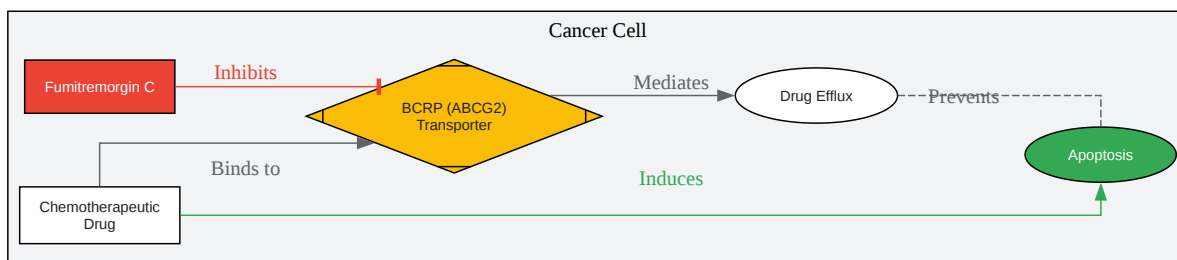 Cancer Cell
Fumitremorgin C
Inhibits
BCRP (ABCG2)
Transporter
Mediates
Drug Efflux
Prevents
Apoptosis
Binds to
Induces
Chemotherapeutic
Drug